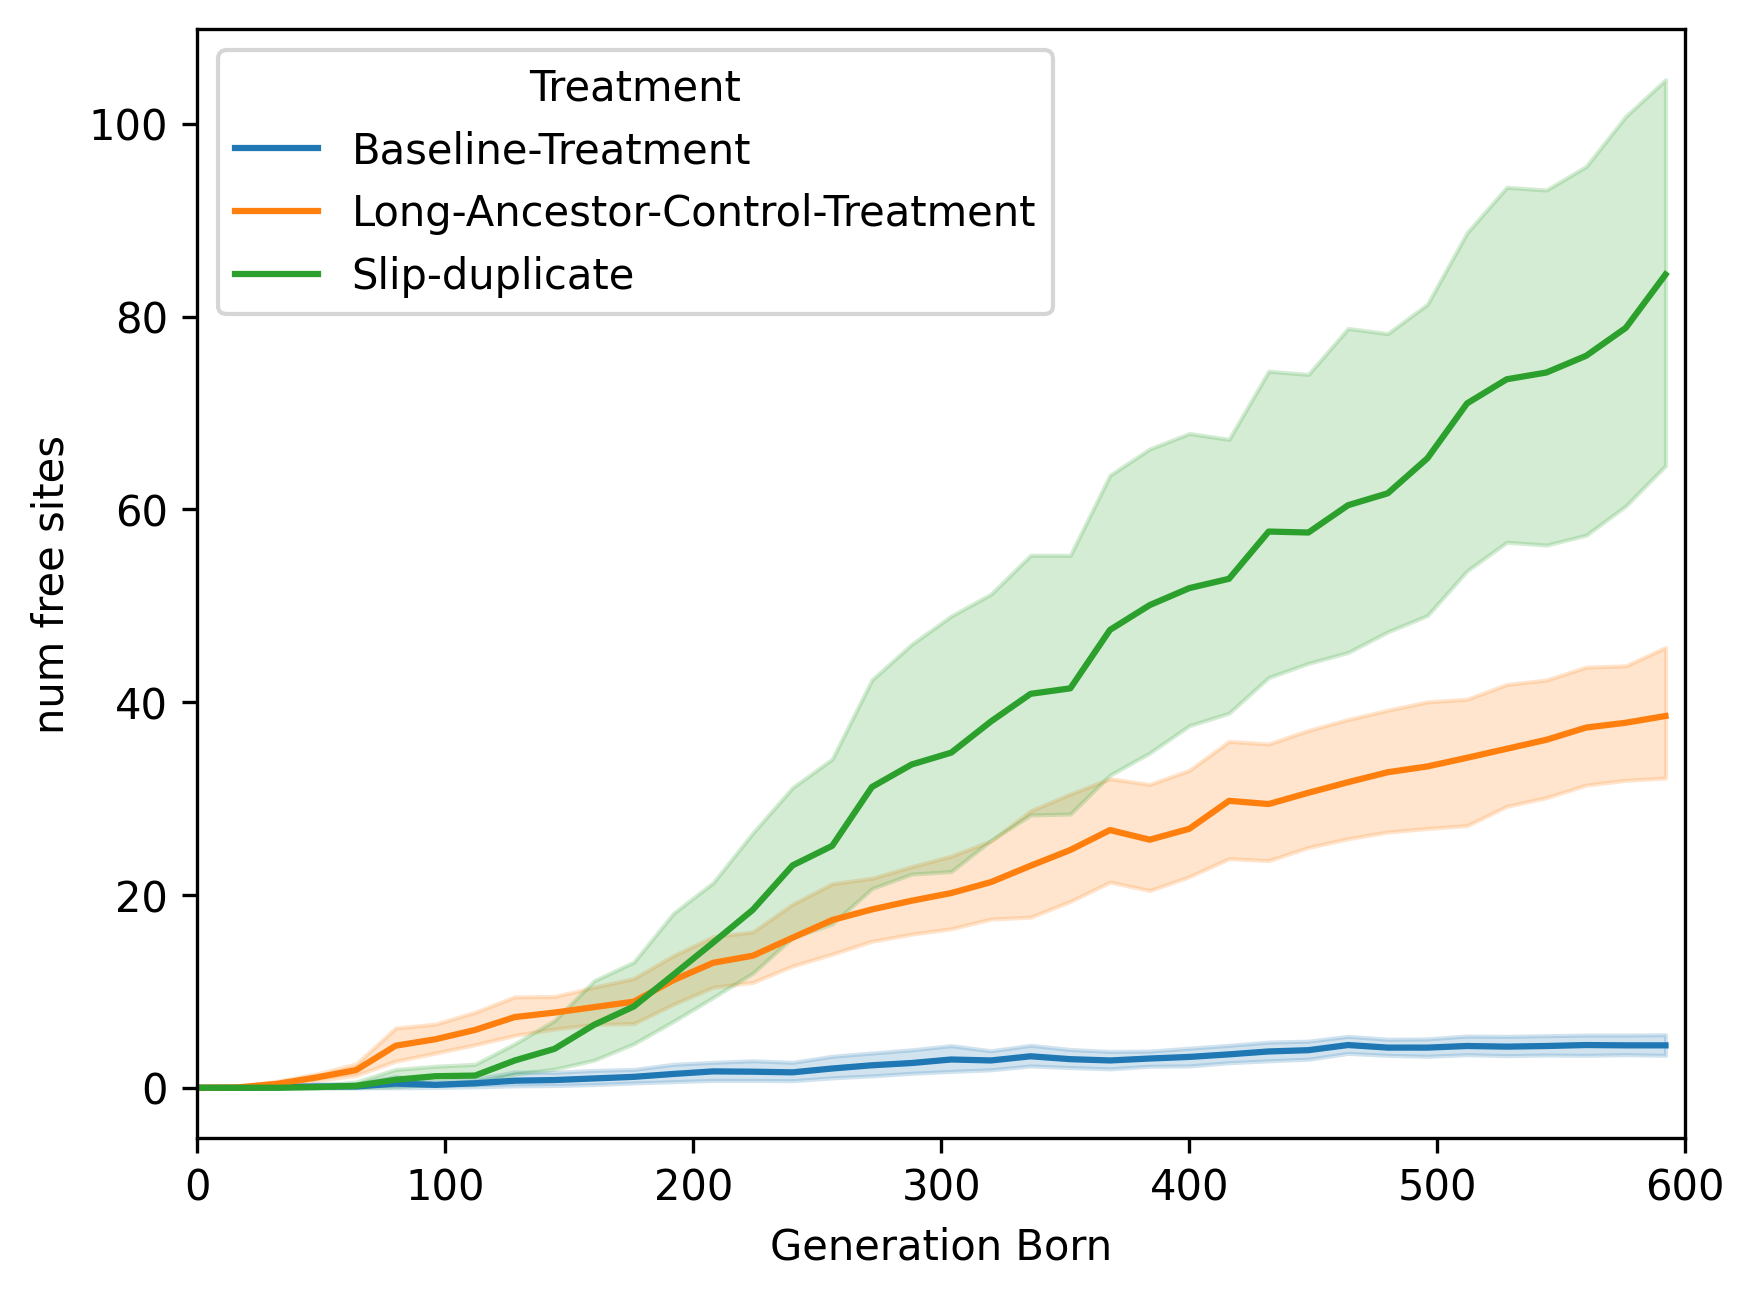 Treatment
Baseline-Treatment
Long-Ancestor-Control-Treatment
Slip-duplicate
100
80
60
40
20
0
num free sites
0 100 200 300 400 500 600
Generation Born